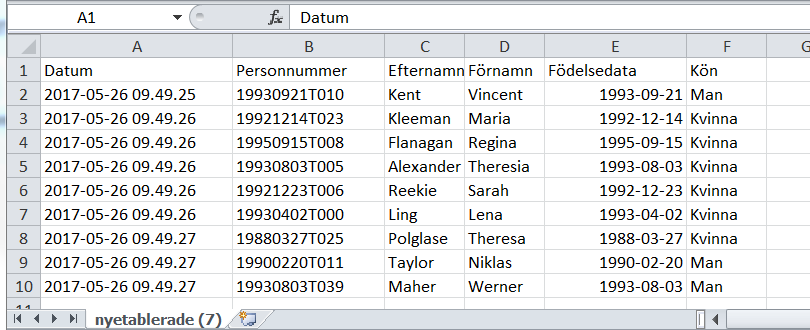 A1 fx Datum
A B C D E F G
1 Datum Personnummer Efternamn Förnamn Födelsedata Kön
2 2017-05-26 09.49.25 19930921T010 Kent Vincent 1993-09-21 Man
3 2017-05-26 09.49.26 19921214T023 Kleeman Maria 1992-12-14 Kvinna
4 2017-05-26 09.49.26 19950915T008 Flanagan Regina 1995-09-15 Kvinna
5 2017-05-26 09.49.26 19930803T005 Alexander Theresia 1993-08-03 Kvinna
6 2017-05-26 09.49.26 19921223T006 Reekie Sarah 1992-12-23 Kvinna
7 2017-05-26 09.49.26 19930402T000 Ling Lena 1993-04-02 Kvinna
8 2017-05-26 09.49.27 19880327T025 Polglase Theresa 1988-03-27 Kvinna
9 2017-05-26 09.49.27 19900220T011 Taylor Niklas 1990-02-20 Man
10 2017-05-26 09.49.27 19930803T039 Maher Werner 1993-08-03 Man
nyetablerade (7)